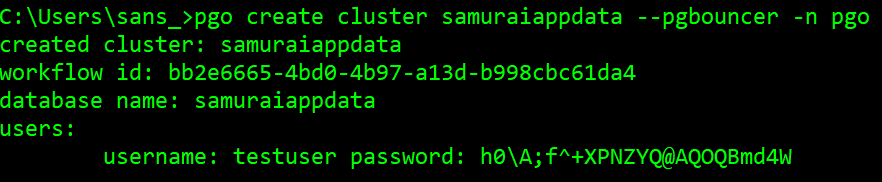 C:\Users\sans_>pgo create cluster samuraiappdata --pgbouncer -n pgo
created cluster: samuraiappdata
workflow id: bb2e6665-4bd0-4b97-a13d-b998cbc61da4
database name: samuraiappdata
users:
username: testuser password: h0\A;f^+XPNZYQ@AQOQBmd4W